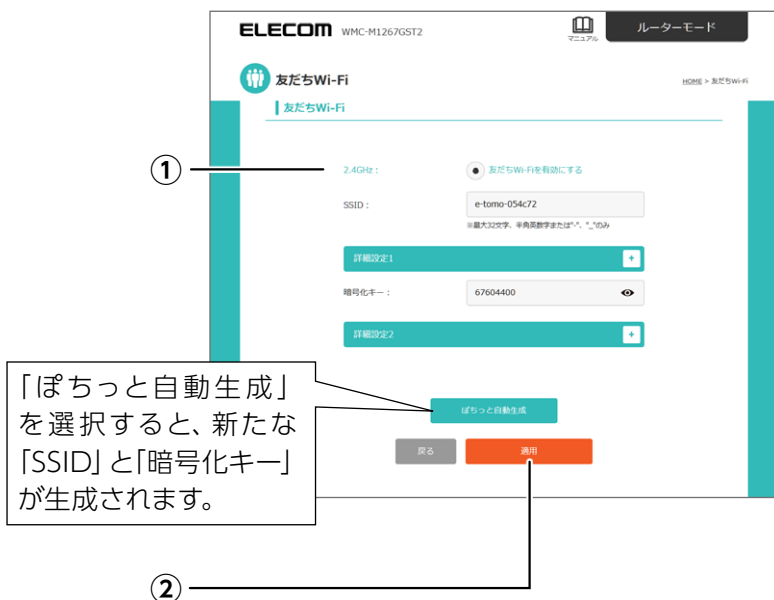 ELECOM WMC-M1267GST2
マニュアル
ルーターモード
友だちWi-Fi
HOME > 友だちWi-Fi
友だちWi-Fi
①
2.4GHz :
友だちWi-Fiを有効にする
SSID :
e-tomo-054c72
※最大32文字、半角英数字または"-"、"_"のみ
詳細設定1 +
暗号化キー :
67604400
詳細設定2 +
「ぽちっと自動生成」
を選択すると、新たな
「SSID」と「暗号化キー」
が生成されます。
ぽちっと自動生成
戻る
適用
②